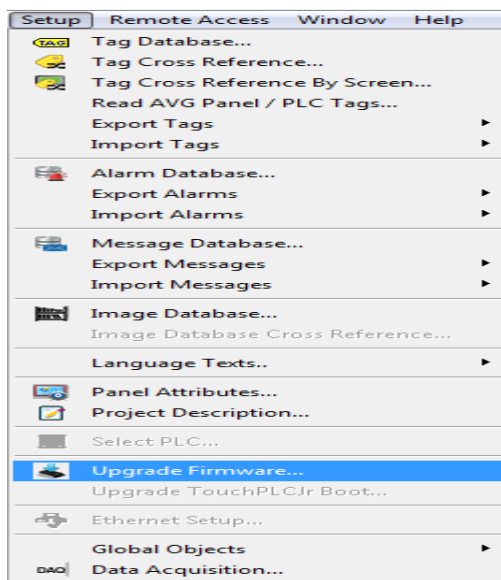 Setup Remote Access Window Help
TAG Tag Database...
Tag Cross Reference...
Tag Cross Reference By Screen...
Read AVG Panel / PLC Tags...
Export Tags
Import Tags
Alarm Database...
Export Alarms
Import Alarms
Message Database...
Export Messages
Import Messages
Image Database...
Image Database Cross Reference...
Language Texts..
Panel Attributes...
Project Description...
Select PLC...
Upgrade Firmware...
Upgrade TouchPLCJr Boot...
Ethernet Setup...
Global Objects
DAQ Data Acquisition...